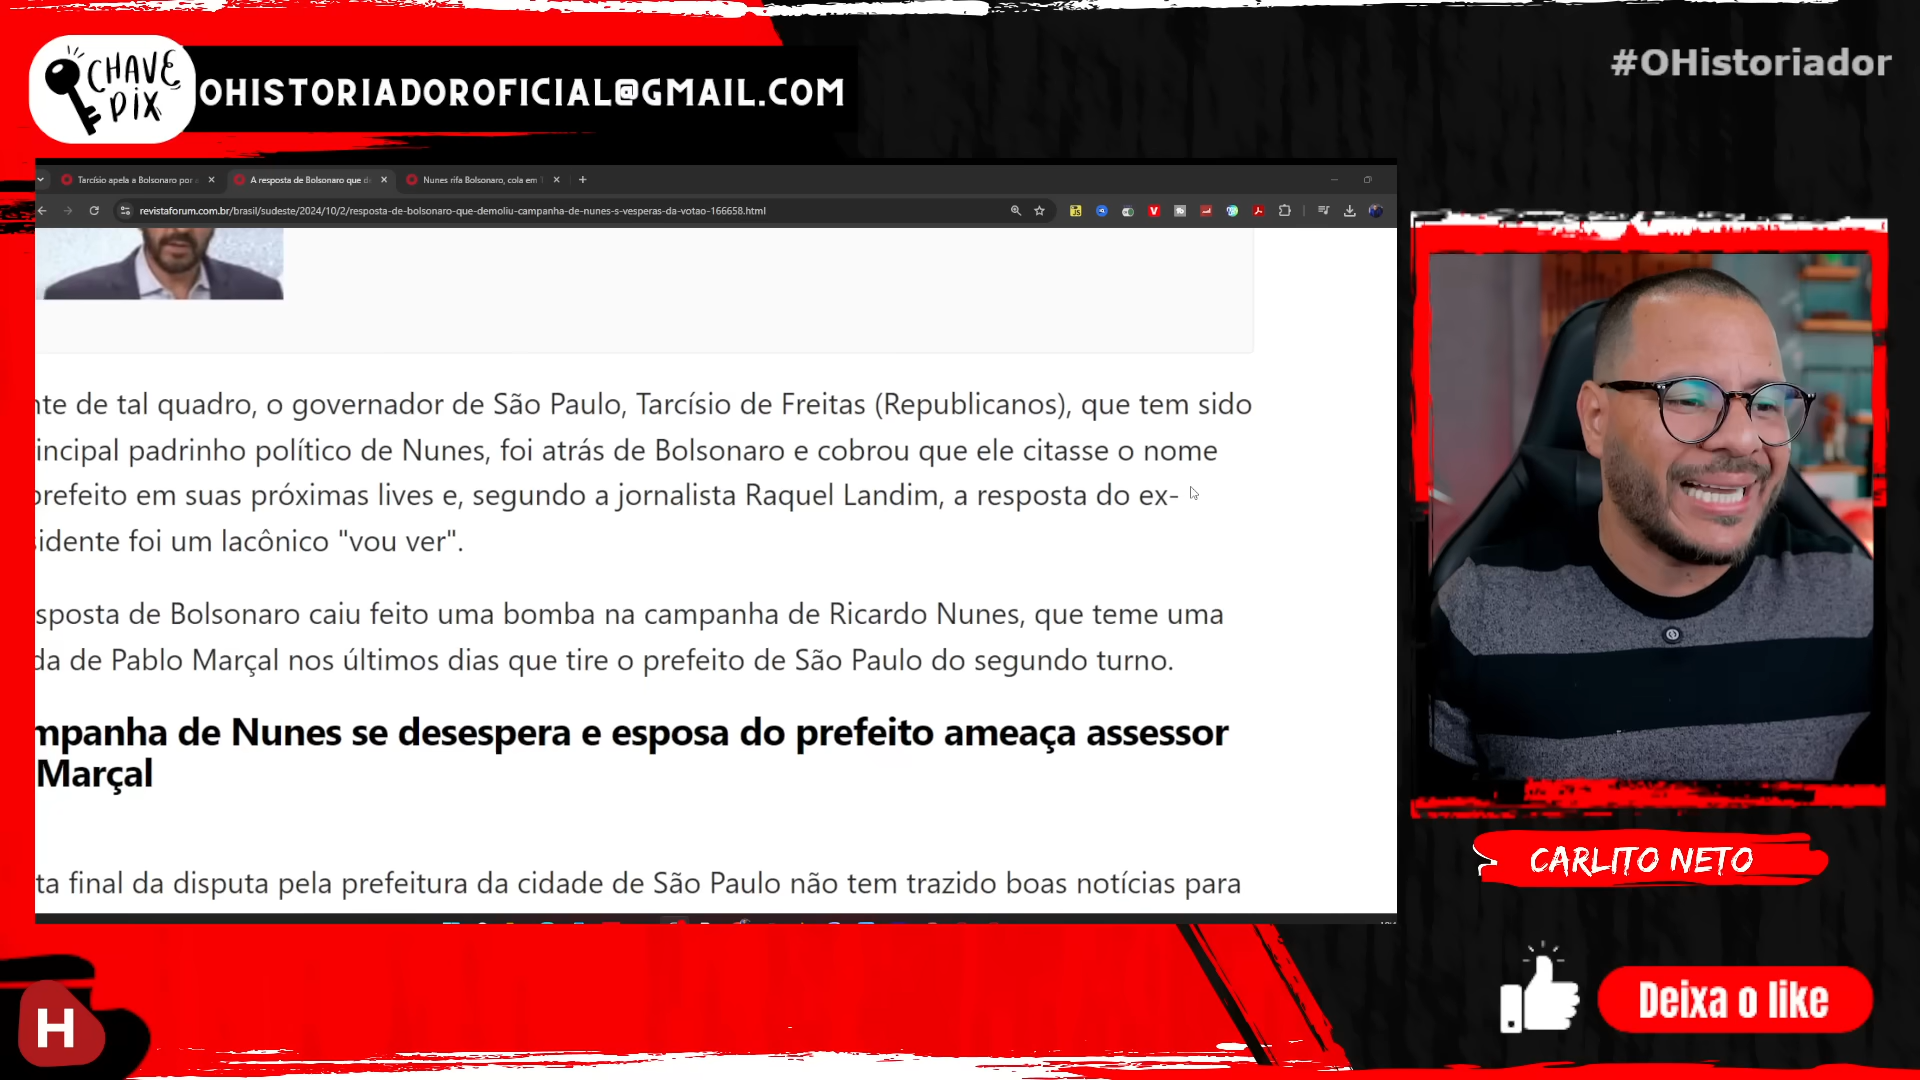 CHAVE
PIX
OHISTORIADOROFICIAL@GMAIL.COM
#OHistoriador
Tarcísio apela a Bolsonaro por
A resposta de Bolsonaro que d
Nunes rifa Bolsonaro, cola em
revistaforum.com.br/brasil/sudeste/2024/10/2/resposta-de-bolsonaro-que-demoliu-campanha-de-nunes-s-vesperas-da-votao-166658.html
nte de tal quadro, o governador de São Paulo, Tarcísio de Freitas (Republicanos), que tem sido
incipal padrinho político de Nunes, foi atrás de Bolsonaro e cobrou que ele citasse o nome
prefeito em suas próximas lives e, segundo a jornalista Raquel Landim, a resposta do ex-
sidente foi um lacônico "vou ver".
sposta de Bolsonaro caiu feito uma bomba na campanha de Ricardo Nunes, que teme uma
da de Pablo Marçal nos últimos dias que tire o prefeito de São Paulo do segundo turno.
mpanha de Nunes se desespera e esposa do prefeito ameaça assessor
Marçal
ta final da disputa pela prefeitura da cidade de São Paulo não tem trazido boas notícias para
CARLITO NETO
H
Deixa o like